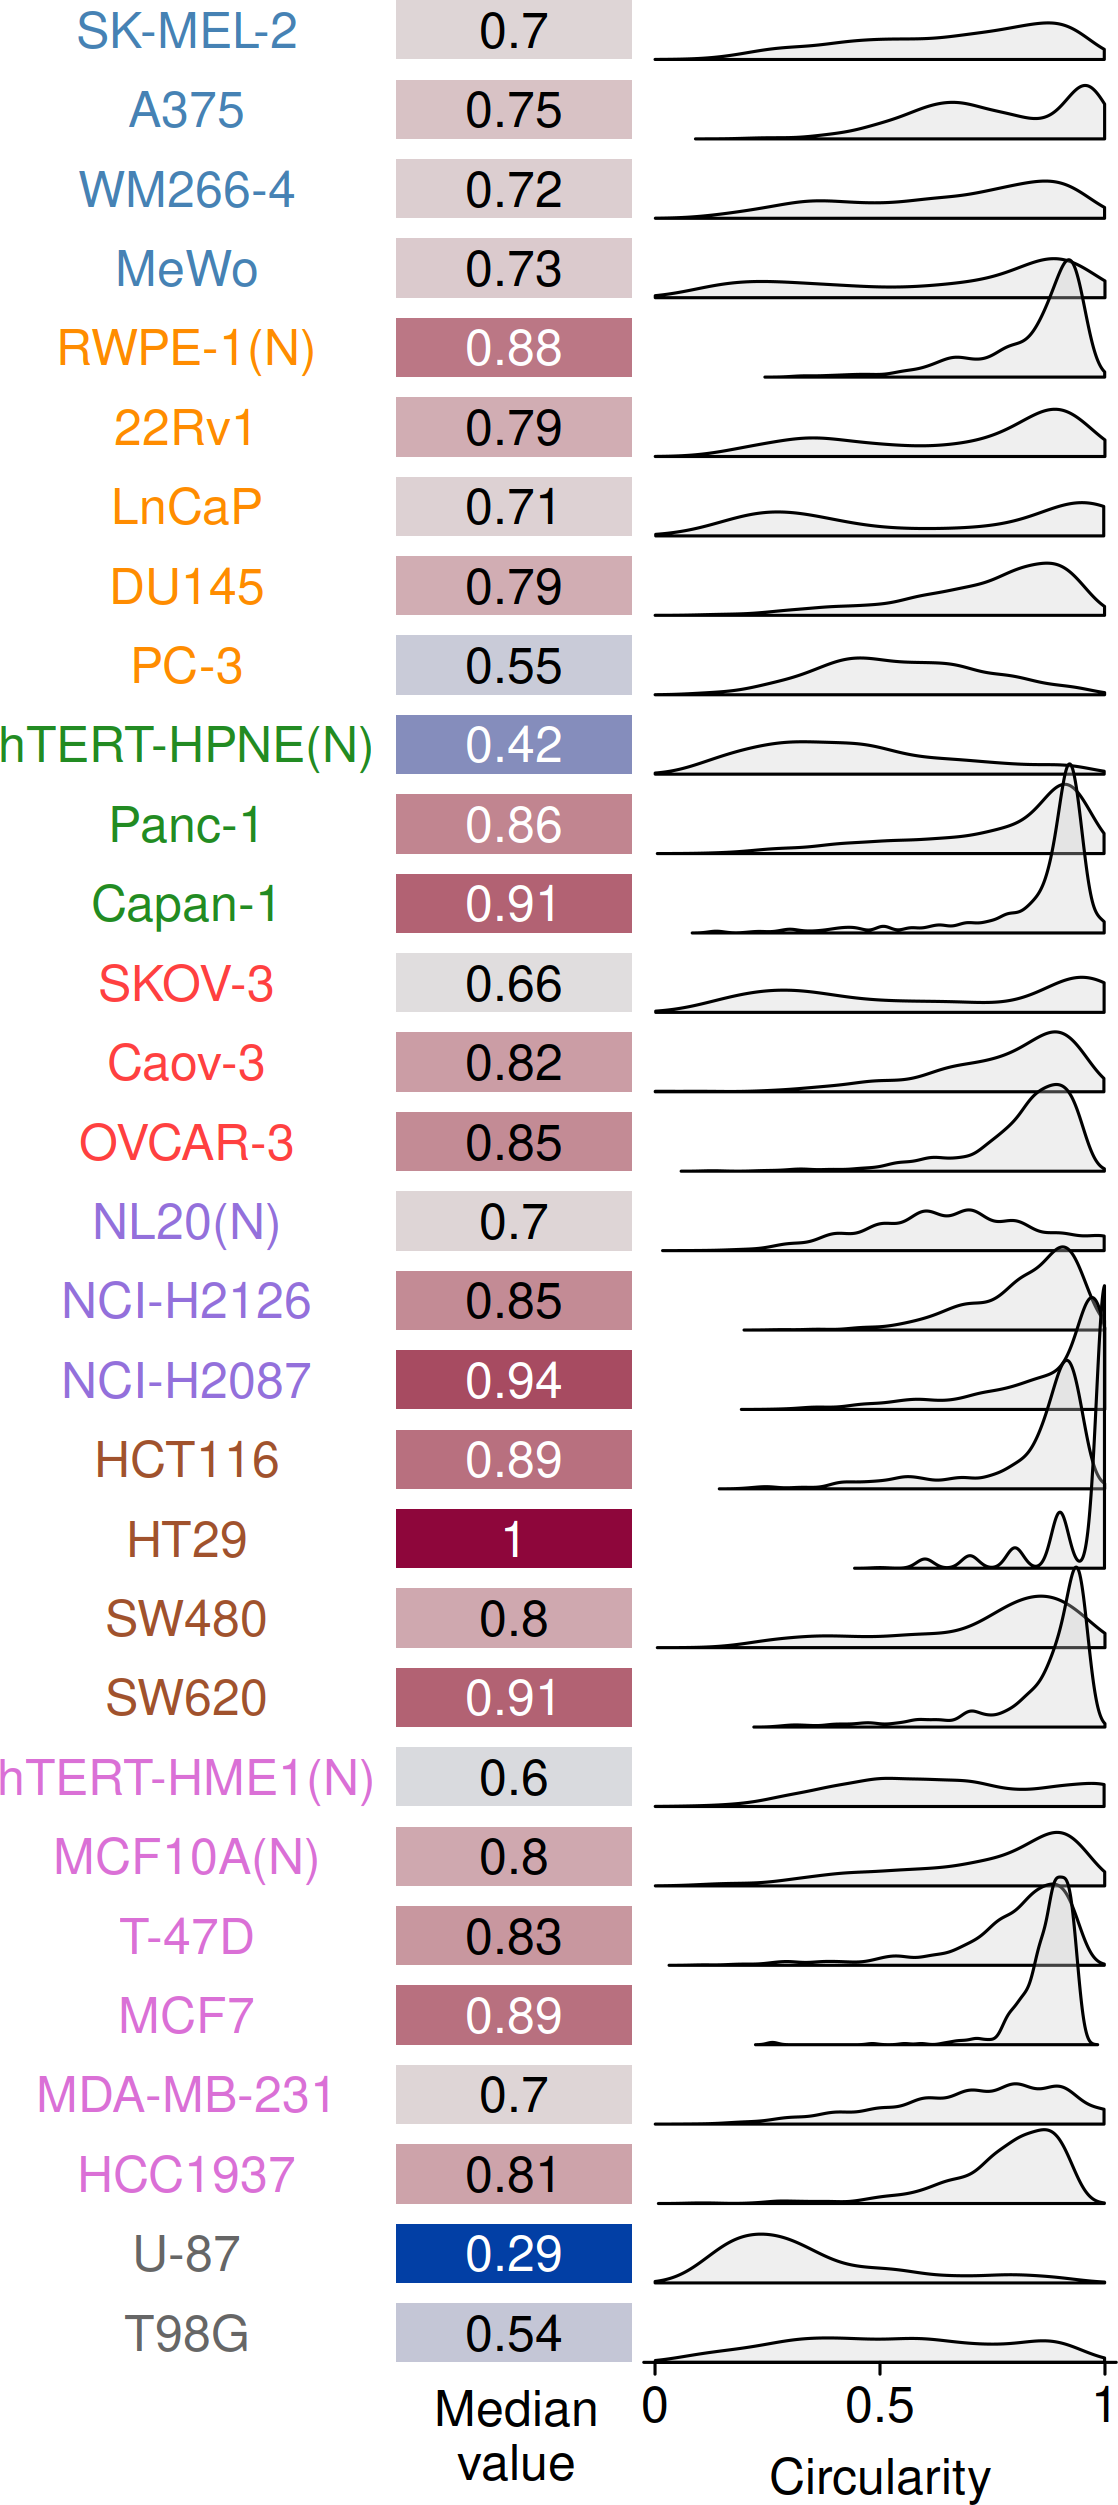 SK-MEL-2 0.7
A375 0.75
WM266-4 0.72
MeWo 0.73
RWPE-1(N) 0.88
22Rv1 0.79
LnCaP 0.71
DU145 0.79
PC-3 0.55
hTERT-HPNE(N) 0.42
Panc-1 0.86
Capan-1 0.91
SKOV-3 0.66
Caov-3 0.82
OVCAR-3 0.85
NL20(N) 0.7
NCI-H2126 0.85
NCI-H2087 0.94
HCT116 0.89
HT29 1
SW480 0.8
SW620 0.91
hTERT-HME1(N) 0.6
MCF10A(N) 0.8
T-47D 0.83
MCF7 0.89
MDA-MB-231 0.7
HCC1937 0.81
U-87 0.29
T98G 0.54
0 0.5 1
Median
value
Circularity